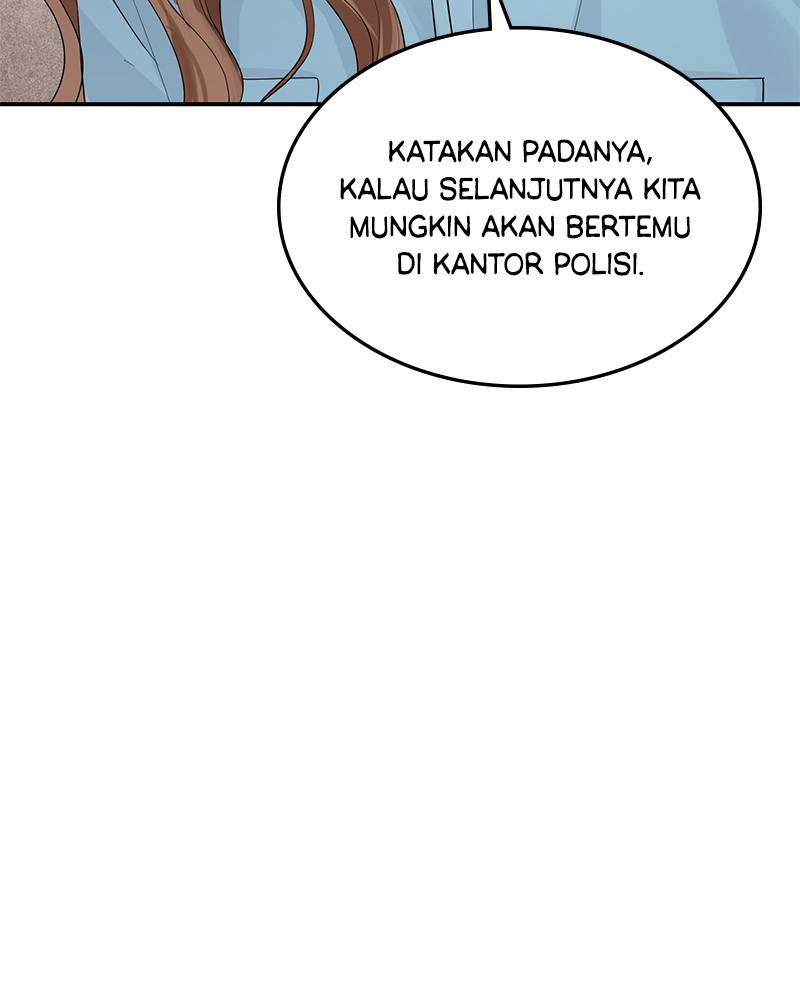 KATAKAN PADANYA,
KALAU SELANJUTNYA KITA
MUNGKIN AKAN BERTEMU
DI KANTOR POLISI.